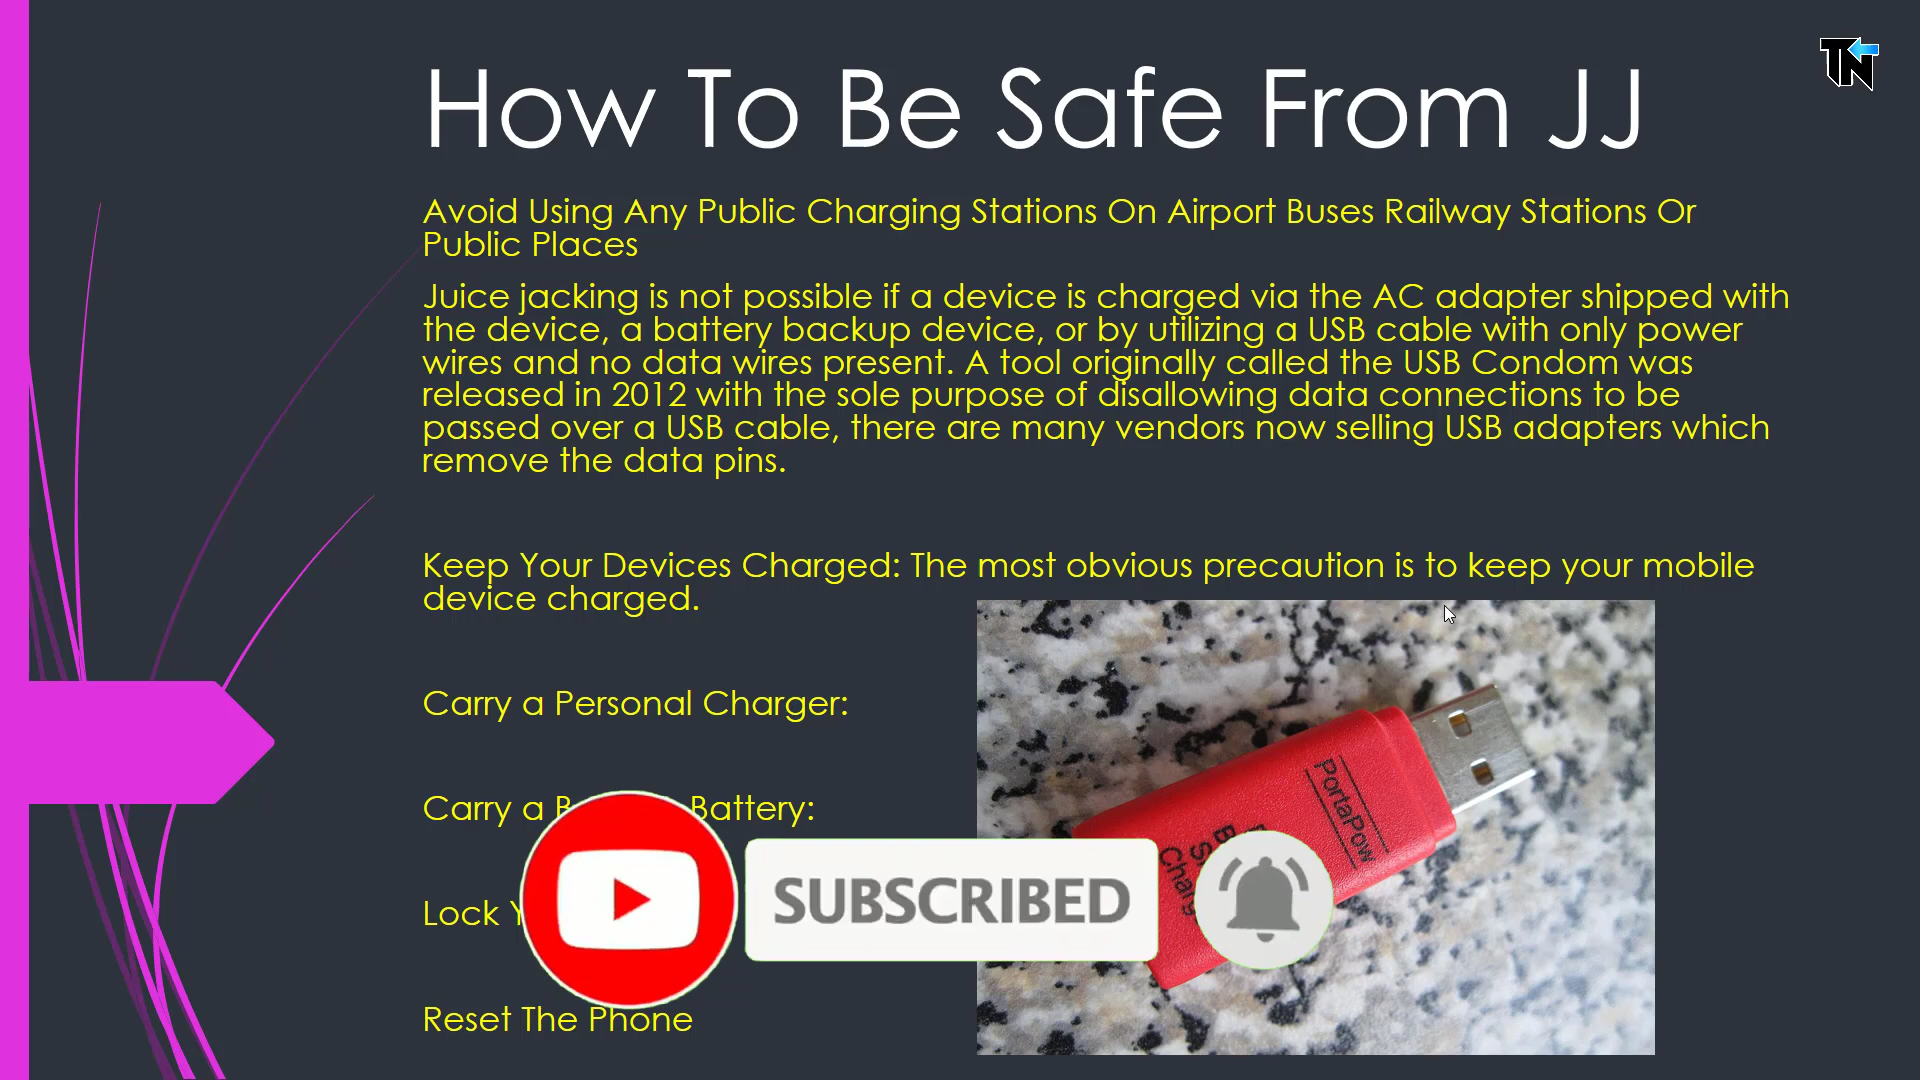 How To Be Safe From JJ
TN
Avoid Using Any Public Charging Stations On Airport Buses Railway Stations Or
Public Places
Juice jacking is not possible if a device is charged via the AC adapter shipped with
the device, a battery backup device, or by utilizing a USB cable with only power
wires and no data wires present. A tool originally called the USB Condom was
released in 2012 with the sole purpose of disallowing data connections to be
passed over a USB cable, there are many vendors now selling USB adapters which
remove the data pins.
Keep Your Devices Charged: The most obvious precaution is to keep your mobile
device charged.
Carry a Personal Charger:
Carry a Battery:
Lock
Reset The Phone
PortaPow
SUBSCRIBED